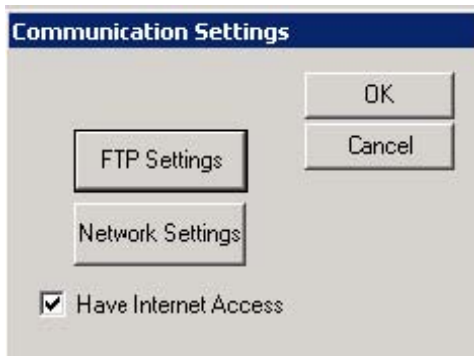 Communication Settings
OK
Cancel
FTP Settings
Network Settings
Have Internet Access